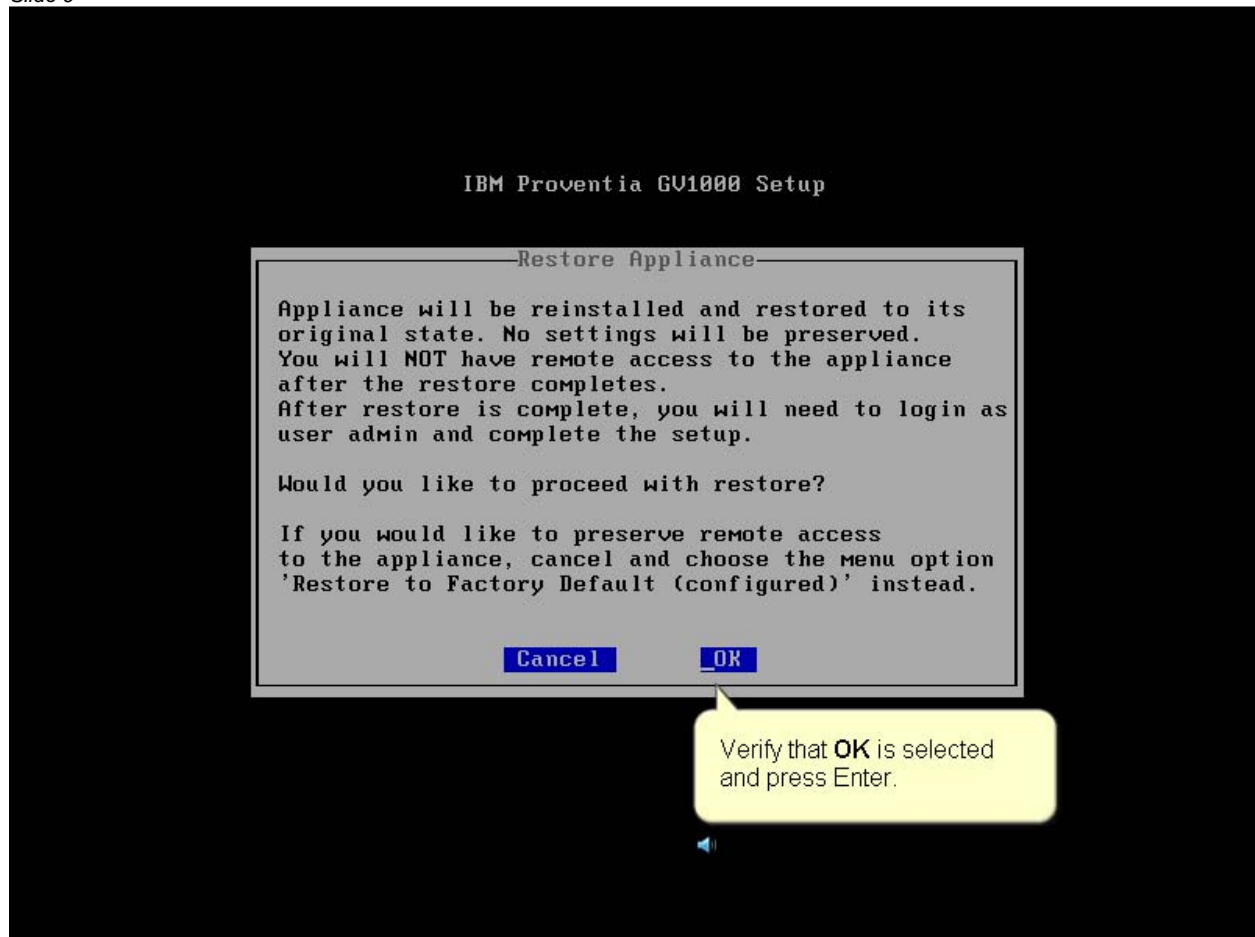 IBM Proventia GV1000 Setup
Restore Appliance
Appliance will be reinstalled and restored to its
original state. No settings will be preserved.
You will NOT have remote access to the appliance
after the restore completes.
After restore is complete, you will need to login as
user admin and complete the setup.
Would you like to proceed with restore?
If you would like to preserve remote access
to the appliance, cancel and choose the menu option
'Restore to Factory Default (configured)' instead.
Cancel OK
Verify that OK is selected
and press Enter.